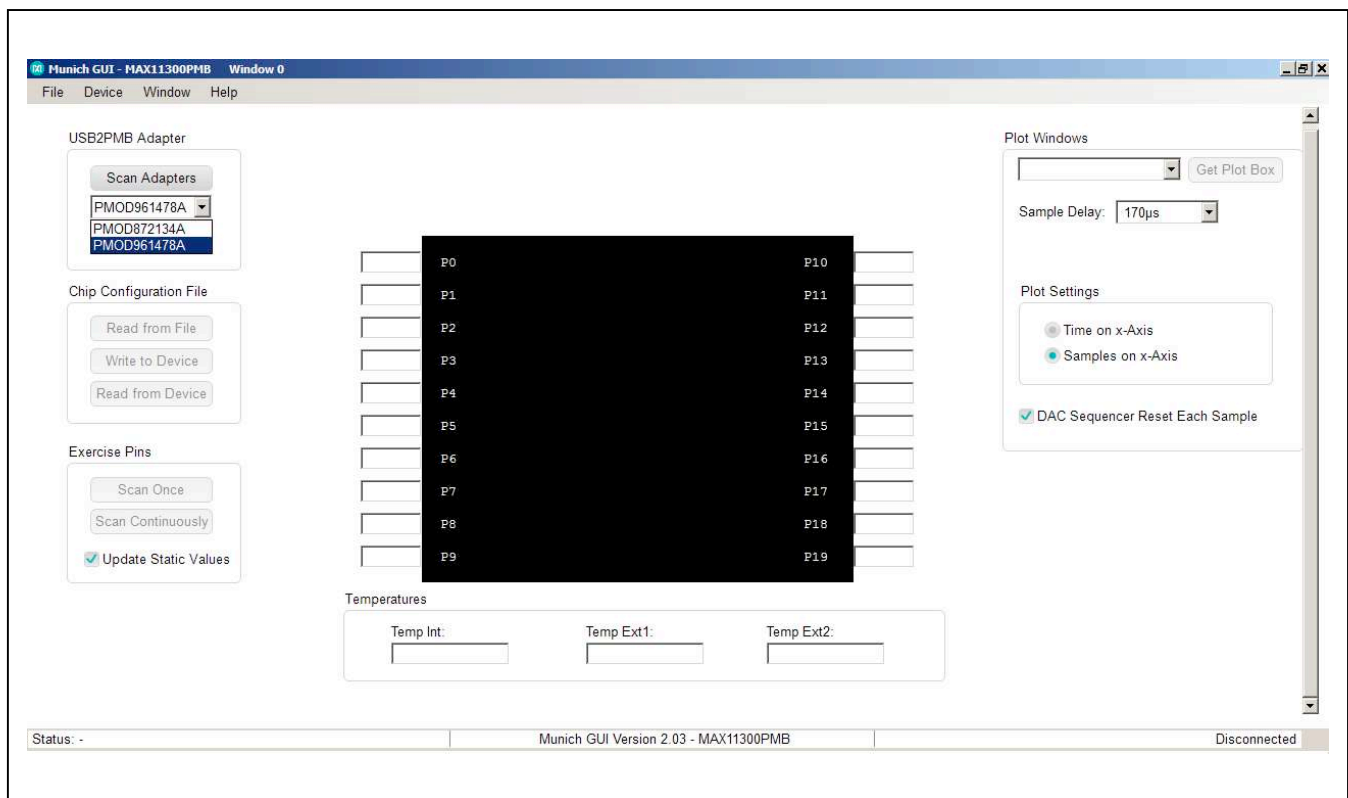 Munich GUI - MAX11300PMB Window 0
File Device Window Help
USB2PMB Adapter
Scan Adapters
PMOD961478A
PMOD872134A
PMOD961478A
Chip Configuration File
Read from File
Write to Device
Read from Device
Exercise Pins
Scan Once
Scan Continuously
Update Static Values
P0 P10
P1 P11
P2 P12
P3 P13
P4 P14
P5 P15
P6 P16
P7 P17
P8 P18
P9 P19
Temperatures
Temp Int: Temp Ext1: Temp Ext2:
Plot Windows
Get Plot Box
Sample Delay: 170µs
Plot Settings
Time on x-Axis
Samples on x-Axis
DAC Sequencer Reset Each Sample
Status: - Munich GUI Version 2.03 - MAX11300PMB Disconnected